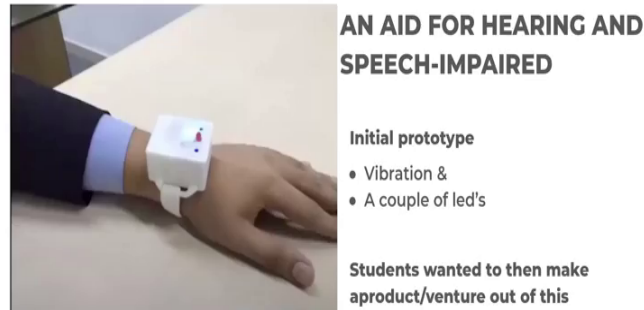 AN AID FOR HEARING AND
SPEECH-IMPAIRED
Initial prototype
• Vibration &
• A couple of led's
Students wanted to then make
aproduct/venture out of this